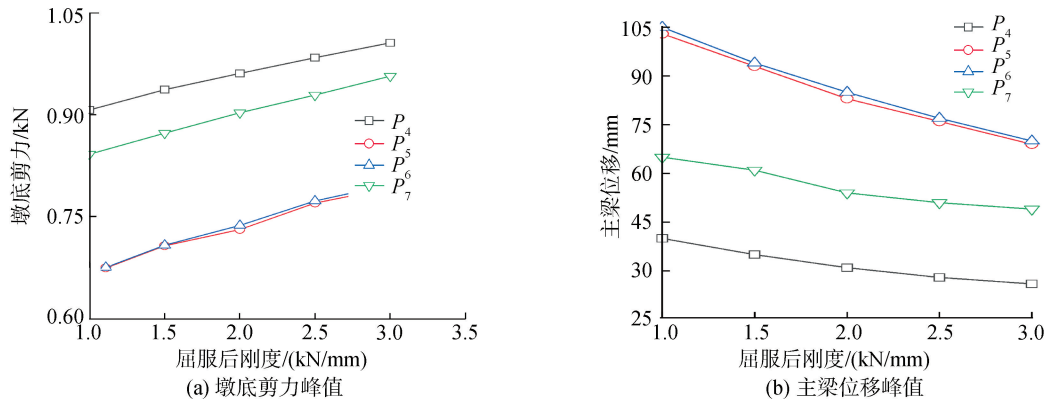 1.05
0.90
0.75
0.60
墩底剪力/kN
P4
P5
P6
P7
1.0 1.5 2.0 2.5 3.0 3.5
屈服后刚度/(kN/mm)
(a) 墩底剪力峰值
105
90
75
60
45
30
25
主梁位移/mm
P4
P5
P6
P7
1.0 1.5 2.0 2.5 3.0
屈服后刚度/(kN/mm)
(b) 主梁位移峰值